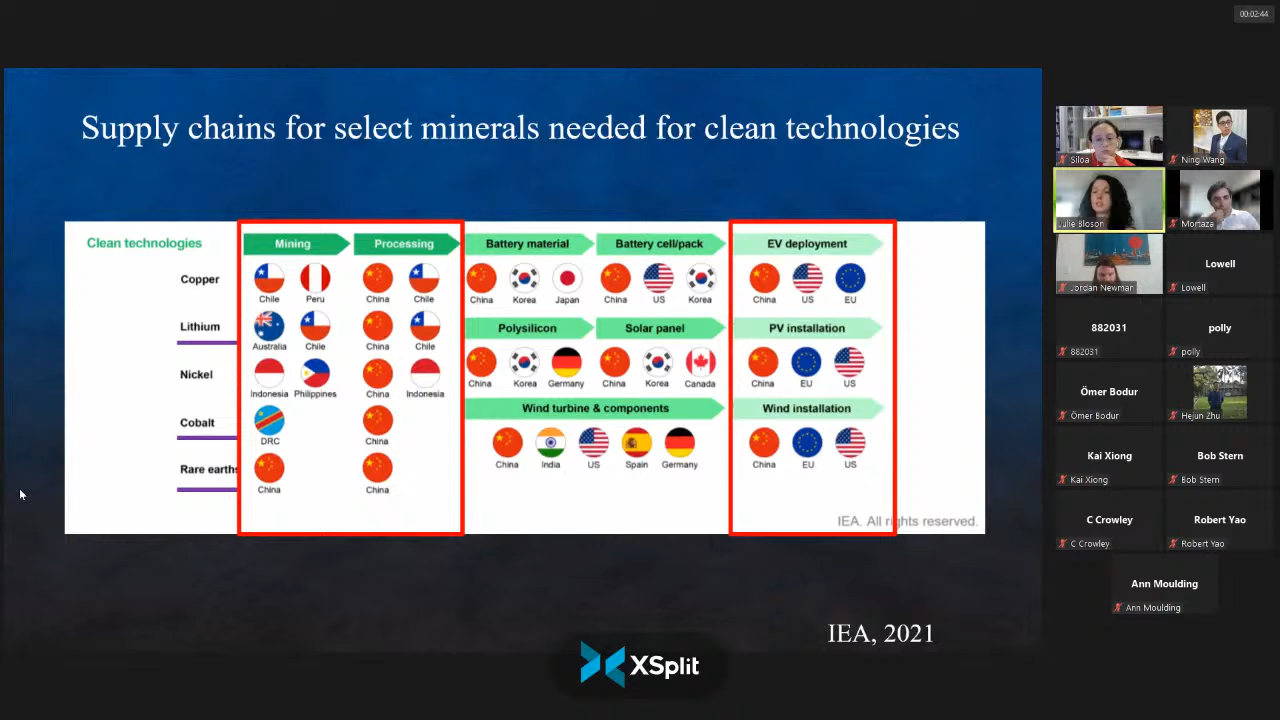 00:02:44
Supply chains for select minerals needed for clean technologies
Clean technologies
Mining
Processing
Battery material
Battery cell/pack
EV deployment
Copper
Chile
Peru
China
Chile
China
Korea
Japan
China
US
Korea
China
US
EU
Lithium
Australia
Chile
China
Chile
Polysilicon
Solar panel
PV installation
Nickel
Indonesia
Philippines
China
Indonesia
China
Korea
Germany
China
Korea
Canada
China
EU
US
Cobalt
DRC
China
Wind turbine & components
Wind installation
China
India
US
Spain
Germany
China
EU
US
Rare earths
China
China
IEA. All rights reserved.
IEA, 2021
XSplit
Siloa
Ning Wang
Julie Bloson
Mortaza
Jordan Newman
Lowell
Lowell
882031
882031
polly
polly
Ömer Bodur
Ömer Bodur
Hejun Zhu
Kai Xiong
Kai Xiong
Bob Stern
Bob Stern
C Crowley
C Crowley
Robert Yao
Robert Yao
Ann Moulding
Ann Moulding